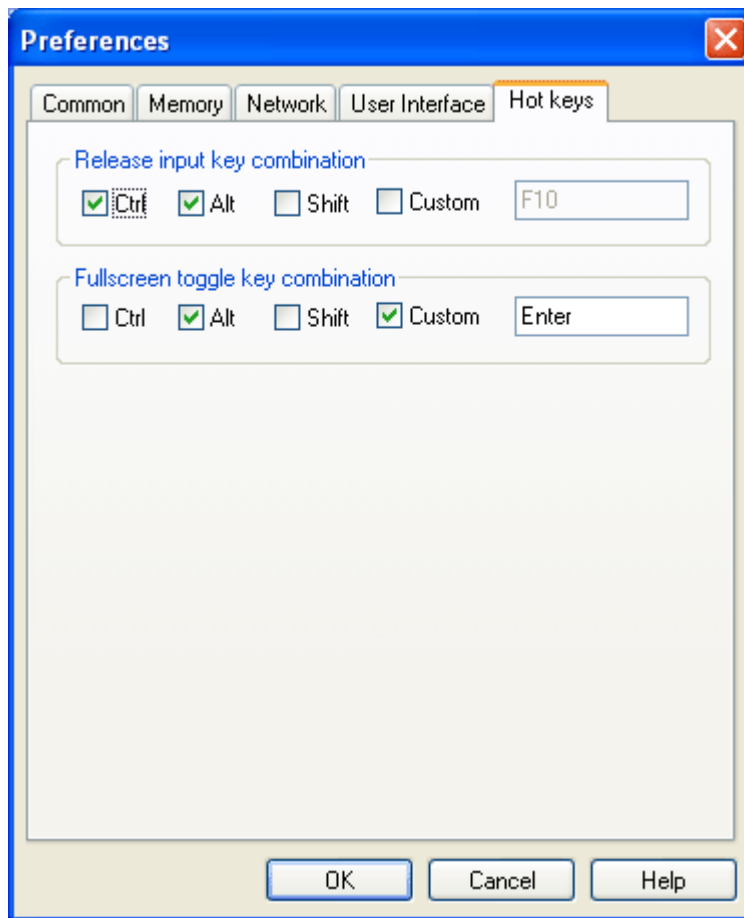 Preferences
Common Memory Network User Interface Hot keys
Release input key combination
Ctrl Alt Shift Custom F10
Fullscreen toggle key combination
Ctrl Alt Shift Custom Enter
OK Cancel Help